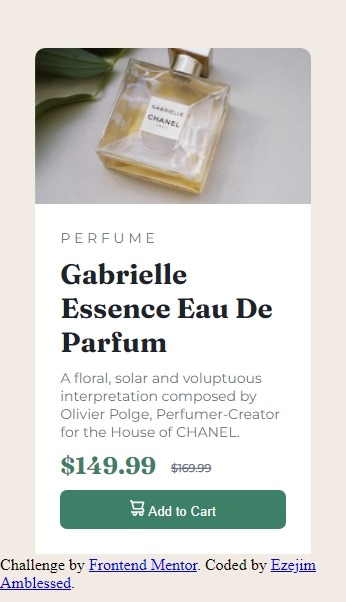 GABRIELLE
CHANEL
PERFUME
Gabrielle
Essence Eau De
Parfum
A floral, solar and voluptuous
interpretation composed by
Olivier Polge, Perfumer-Creator
for the House of CHANEL.
$149.99 $169.99
Add to Cart
Challenge by Frontend Mentor. Coded by Ezejim
Amblessed.